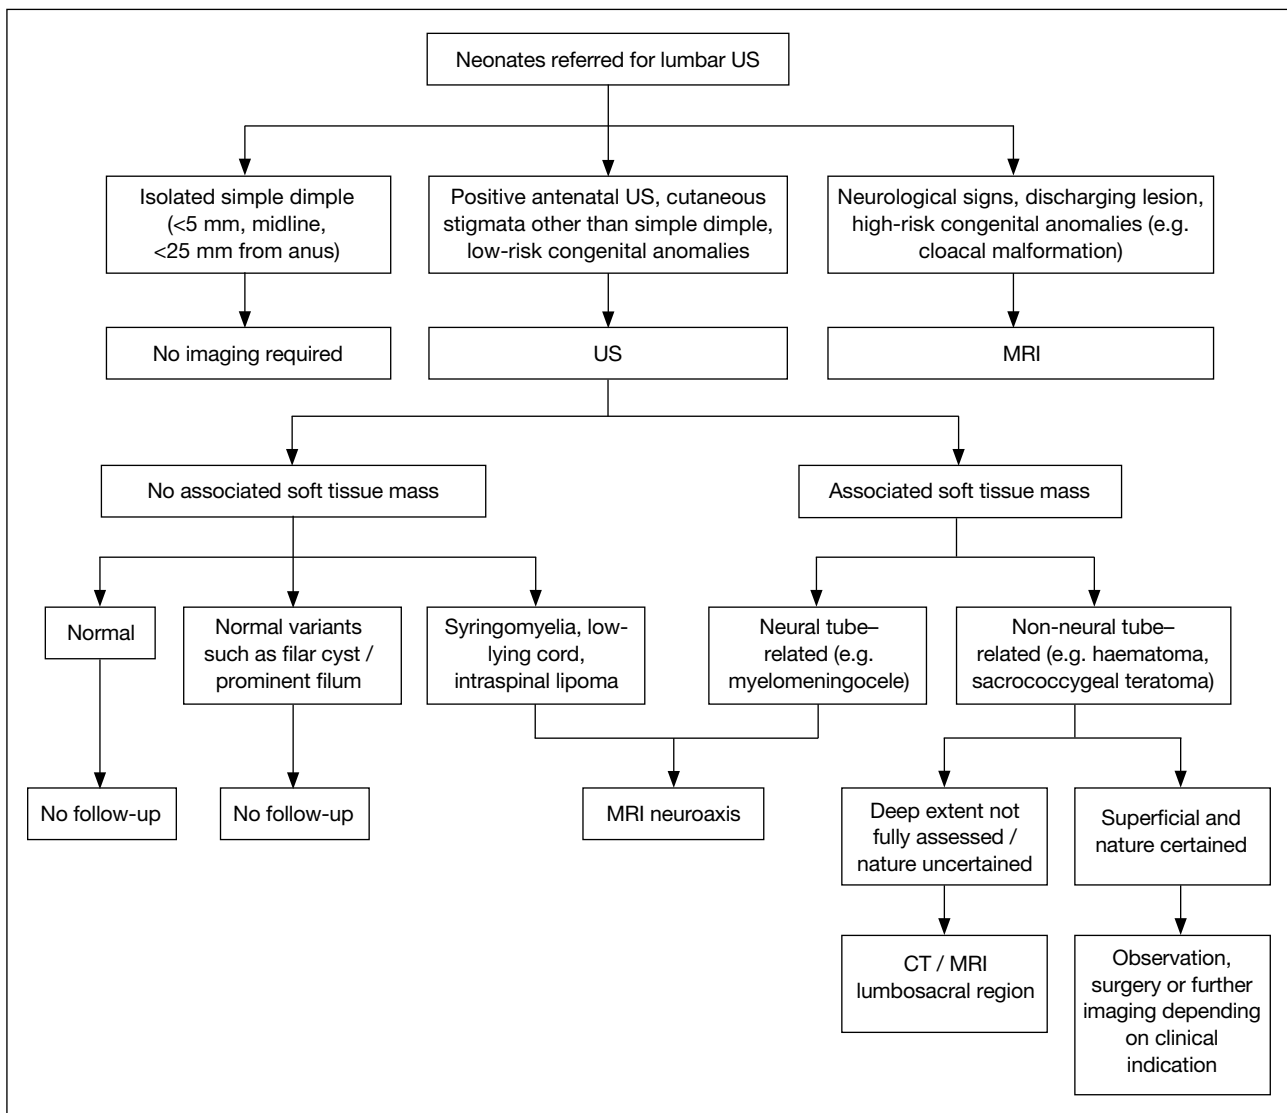 Neonates referred for lumbar US
Isolated simple dimple
(<5 mm, midline,
<25 mm from anus)
Positive antenatal US, cutaneous
stigmata other than simple dimple,
low-risk congenital anomalies
Neurological signs, discharging lesion,
high-risk congenital anomalies (e.g.
cloacal malformation)
No imaging required
US
MRI
No associated soft tissue mass
Associated soft tissue mass
Normal
Normal variants
such as filar cyst /
prominent filum
Syringomyelia, low-
lying cord,
intraspinal lipoma
Neural tube–
related (e.g.
myelomeningocele)
Non-neural tube–
related (e.g. haematoma,
sacrococcygeal teratoma)
No follow-up
No follow-up
MRI neuroaxis
Deep extent not
fully assessed /
nature uncertained
Superficial and
nature certained
CT / MRI
lumbosacral region
Observation,
surgery or further
imaging depending
on clinical
indication